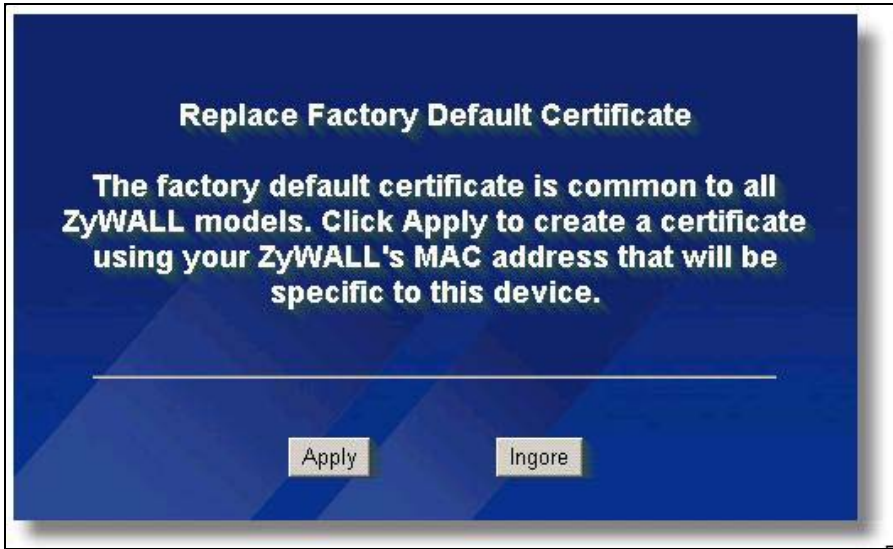 Replace Factory Default Certificate
The factory default certificate is common to all
ZyWALL models. Click Apply to create a certificate
using your ZyWALL's MAC address that will be
specific to this device.
Apply
Ingore